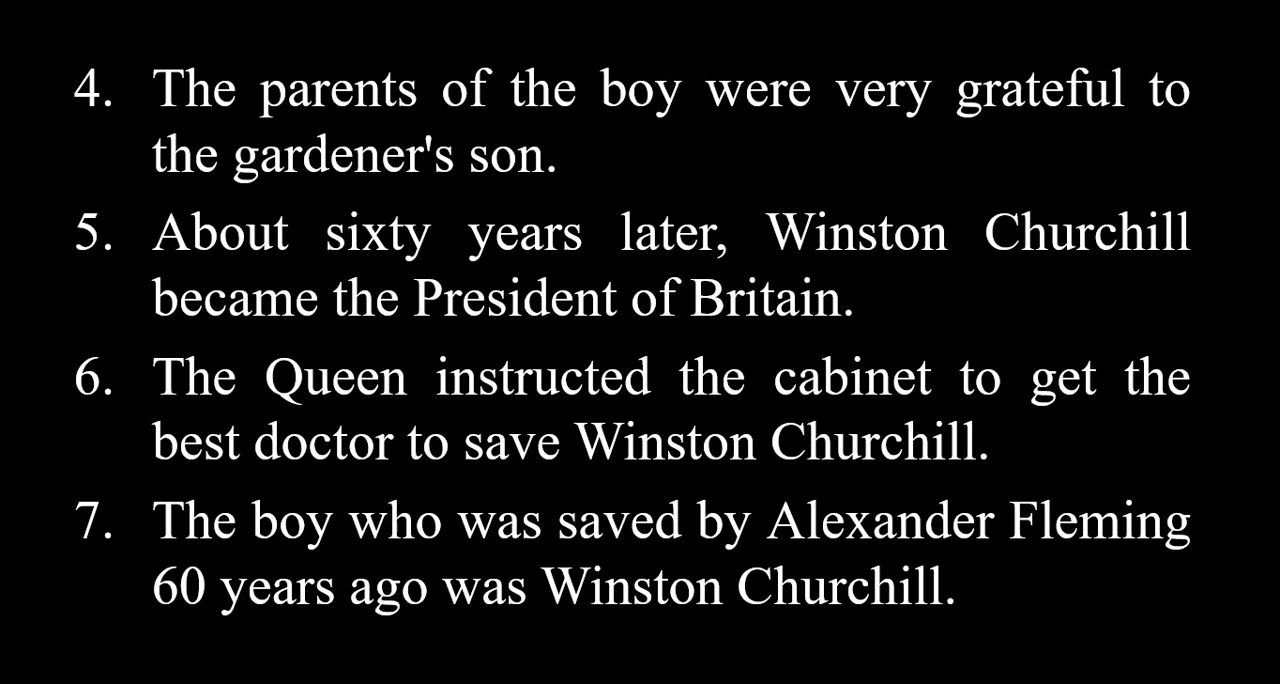 4. The parents of the boy were very grateful to
the gardener's son.
5. About sixty years later, Winston Churchill
became the President of Britain.
6. The Queen instructed the cabinet to get the
best doctor to save Winston Churchill.
7. The boy who was saved by Alexander Fleming
60 years ago was Winston Churchill.